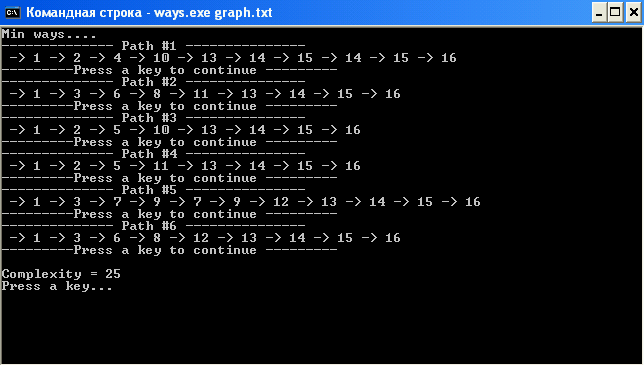 Командная строка - ways.exe graph.txt
Min ways....
-------------- Path #1 ---------------
-> 1 -> 2 -> 4 -> 10 -> 13 -> 14 -> 15 -> 14 -> 15 -> 16
---------Press a key to continue ---------
-------------- Path #2 ---------------
-> 1 -> 3 -> 6 -> 8 -> 11 -> 13 -> 14 -> 15 -> 16
---------Press a key to continue ---------
-------------- Path #3 ---------------
-> 1 -> 2 -> 5 -> 10 -> 13 -> 14 -> 15 -> 16
---------Press a key to continue ---------
-------------- Path #4 ---------------
-> 1 -> 2 -> 5 -> 11 -> 13 -> 14 -> 15 -> 16
---------Press a key to continue ---------
-------------- Path #5 ---------------
-> 1 -> 3 -> 7 -> 9 -> 7 -> 9 -> 12 -> 13 -> 14 -> 15 -> 16
---------Press a key to continue ---------
-------------- Path #6 ---------------
-> 1 -> 3 -> 6 -> 8 -> 12 -> 13 -> 14 -> 15 -> 16
---------Press a key to continue ---------
Complexity = 25
Press a key...